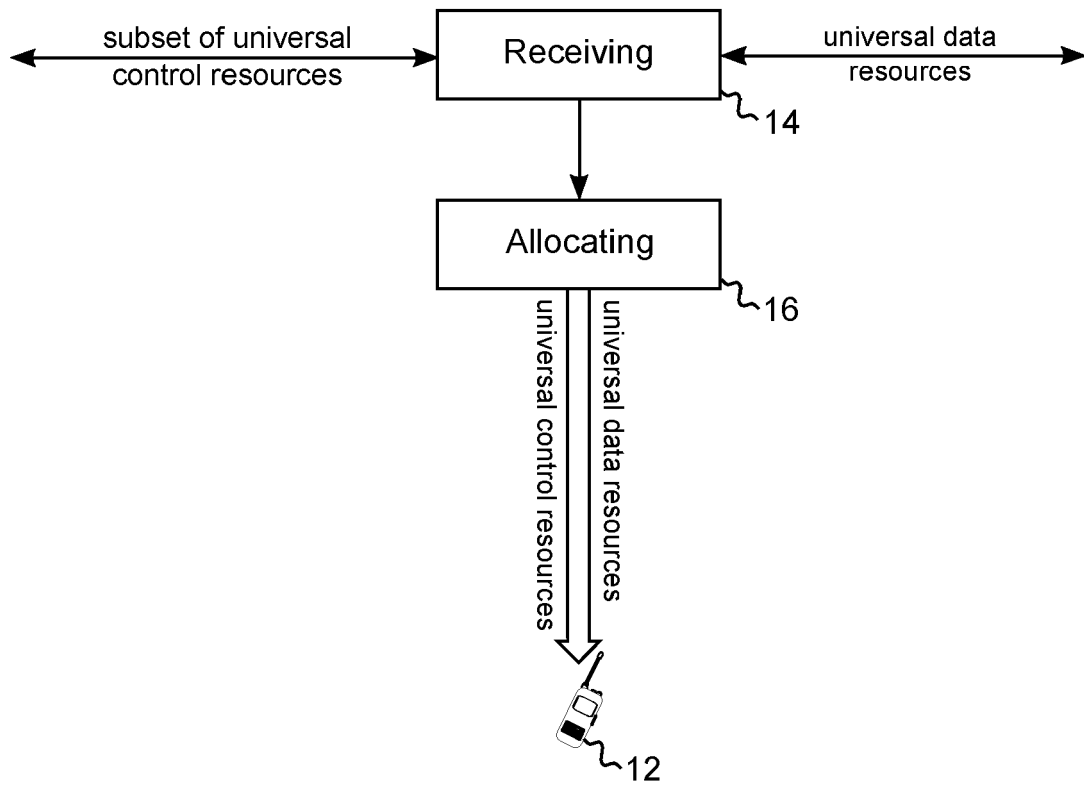 subset of universal
control resources
Receiving
universal data
resources
14
Allocating
16
universal control resources
universal data resources
12